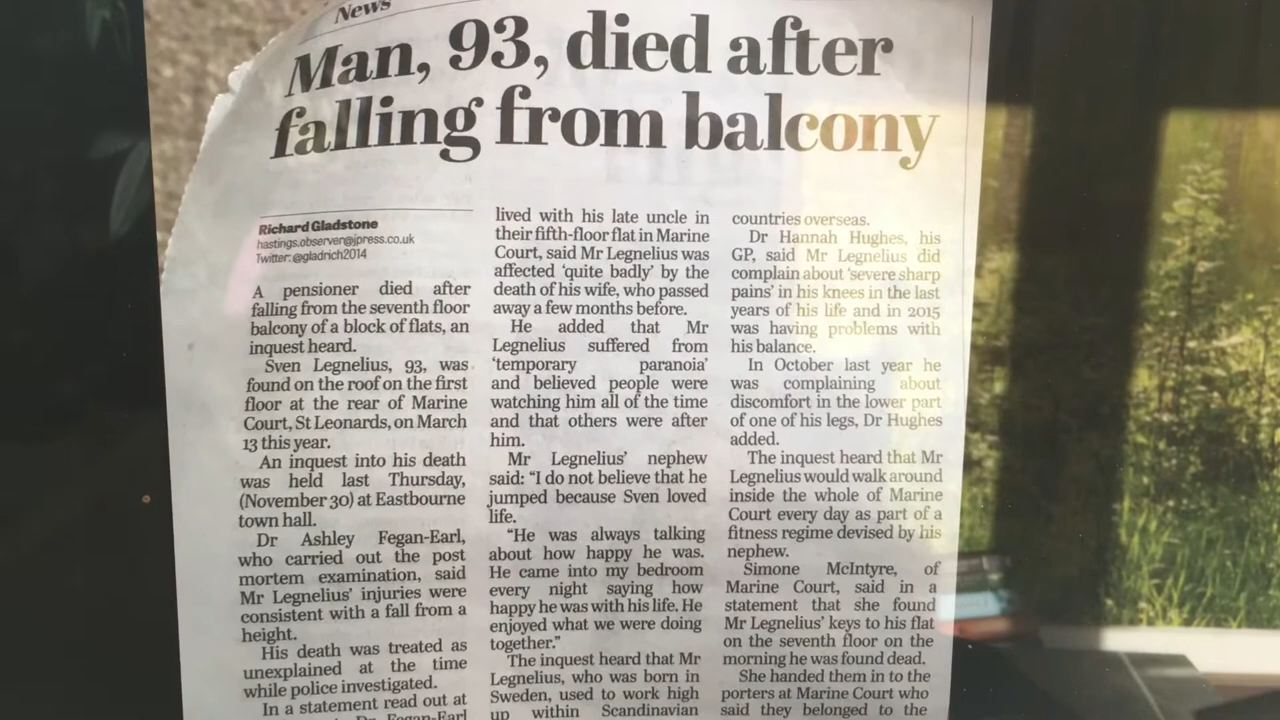 News
Man, 93, died after
falling from balcony
Richard Gladstone
hastings.observer@jpress.co.uk
Twitter: @gladrich2014
A pensioner died after
falling from the seventh floor
balcony of a block of flats, an
inquest heard.
Sven Legnelius, 93, was
found on the roof on the first
floor at the rear of Marine
Court, St Leonards, on March
13 this year.
An inquest into his death
was held last Thursday,
(November 30) at Eastbourne
town hall.
Dr Ashley Fegan-Earl,
who carried out the post
mortem examination, said
Mr Legnelius' injuries were
consistent with a fall from a
height.
His death was treated as
unexplained at the time
while police investigated.
In a statement read out at
Dr Fegan-Earl
lived with his late uncle in
their fifth-floor flat in Marine
Court, said Mr Legnelius was
affected 'quite badly' by the
death of his wife, who passed
away a few months before.
He added that Mr
Legnelius suffered from
'temporary paranoia'
and believed people were
watching him all of the time
and that others were after
him.
Mr Legnelius' nephew
said: "I do not believe that he
jumped because Sven loved
life.
"He was always talking
about how happy he was.
He came into my bedroom
every night saying how
happy he was with his life. He
enjoyed what we were doing
together."
The inquest heard that Mr
Legnelius, who was born in
Sweden, used to work high
up within Scandinavian
countries overseas.
Dr Hannah Hughes, his
GP, said Mr Legnelius did
complain about 'severe sharp
pains' in his knees in the last
years of his life and in 2015
was having problems with
his balance.
In October last year he
was complaining about
discomfort in the lower part
of one of his legs, Dr Hughes
added.
The inquest heard that Mr
Legnelius would walk around
inside the whole of Marine
Court every day as part of a
fitness regime devised by his
nephew.
Simone McIntyre, of
Marine Court, said in a
statement that she found
Mr Legnelius' keys to his flat
on the seventh floor on the
morning he was found dead.
She handed them in to the
porters at Marine Court who
said they belonged to the